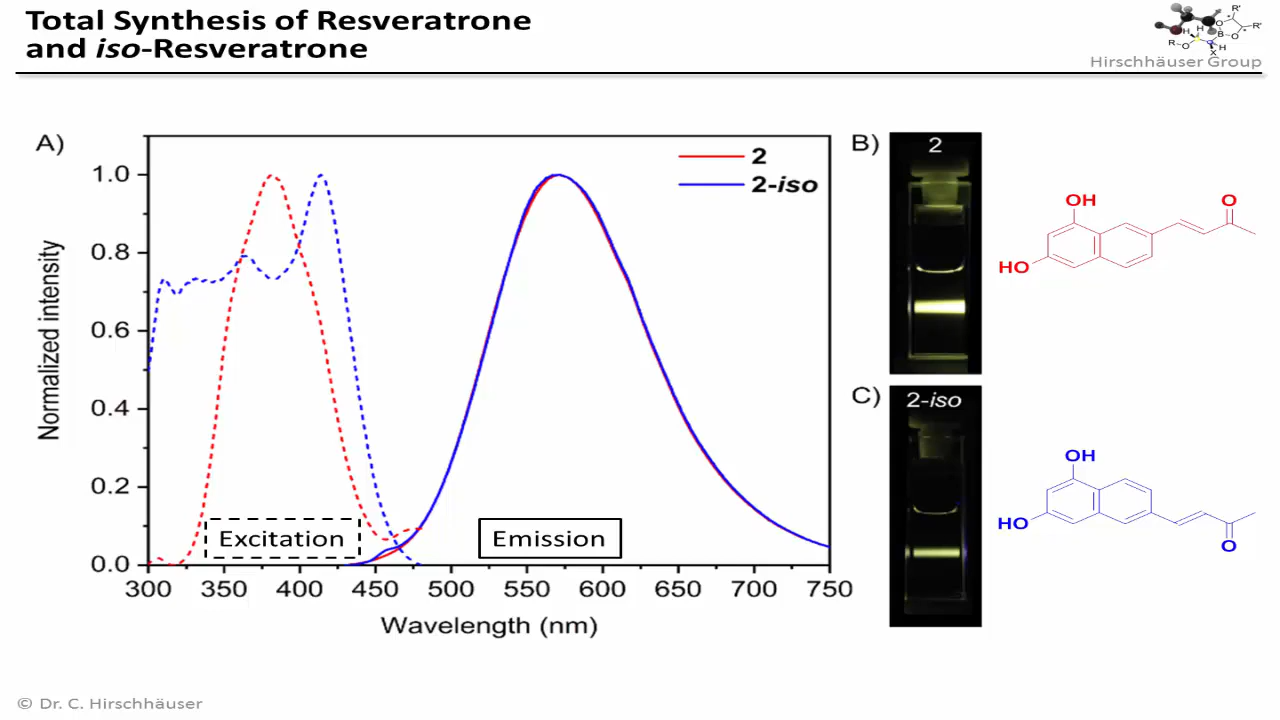 Total Synthesis of Resveratrone
and iso-Resveratrone
R'
R'
O
B
O
H
H
R
O
H
X
Hirschhäuser Group
A)
Normalized intensity
1.0
0.8
0.6
0.4
0.2
0.0
2
2-iso
Excitation
Emission
300 350 400 450 500 550 600 650 700 750
Wavelength (nm)
B)
2
OH
O
HO
C)
2-iso
OH
HO
O
© Dr. C. Hirschhäuser